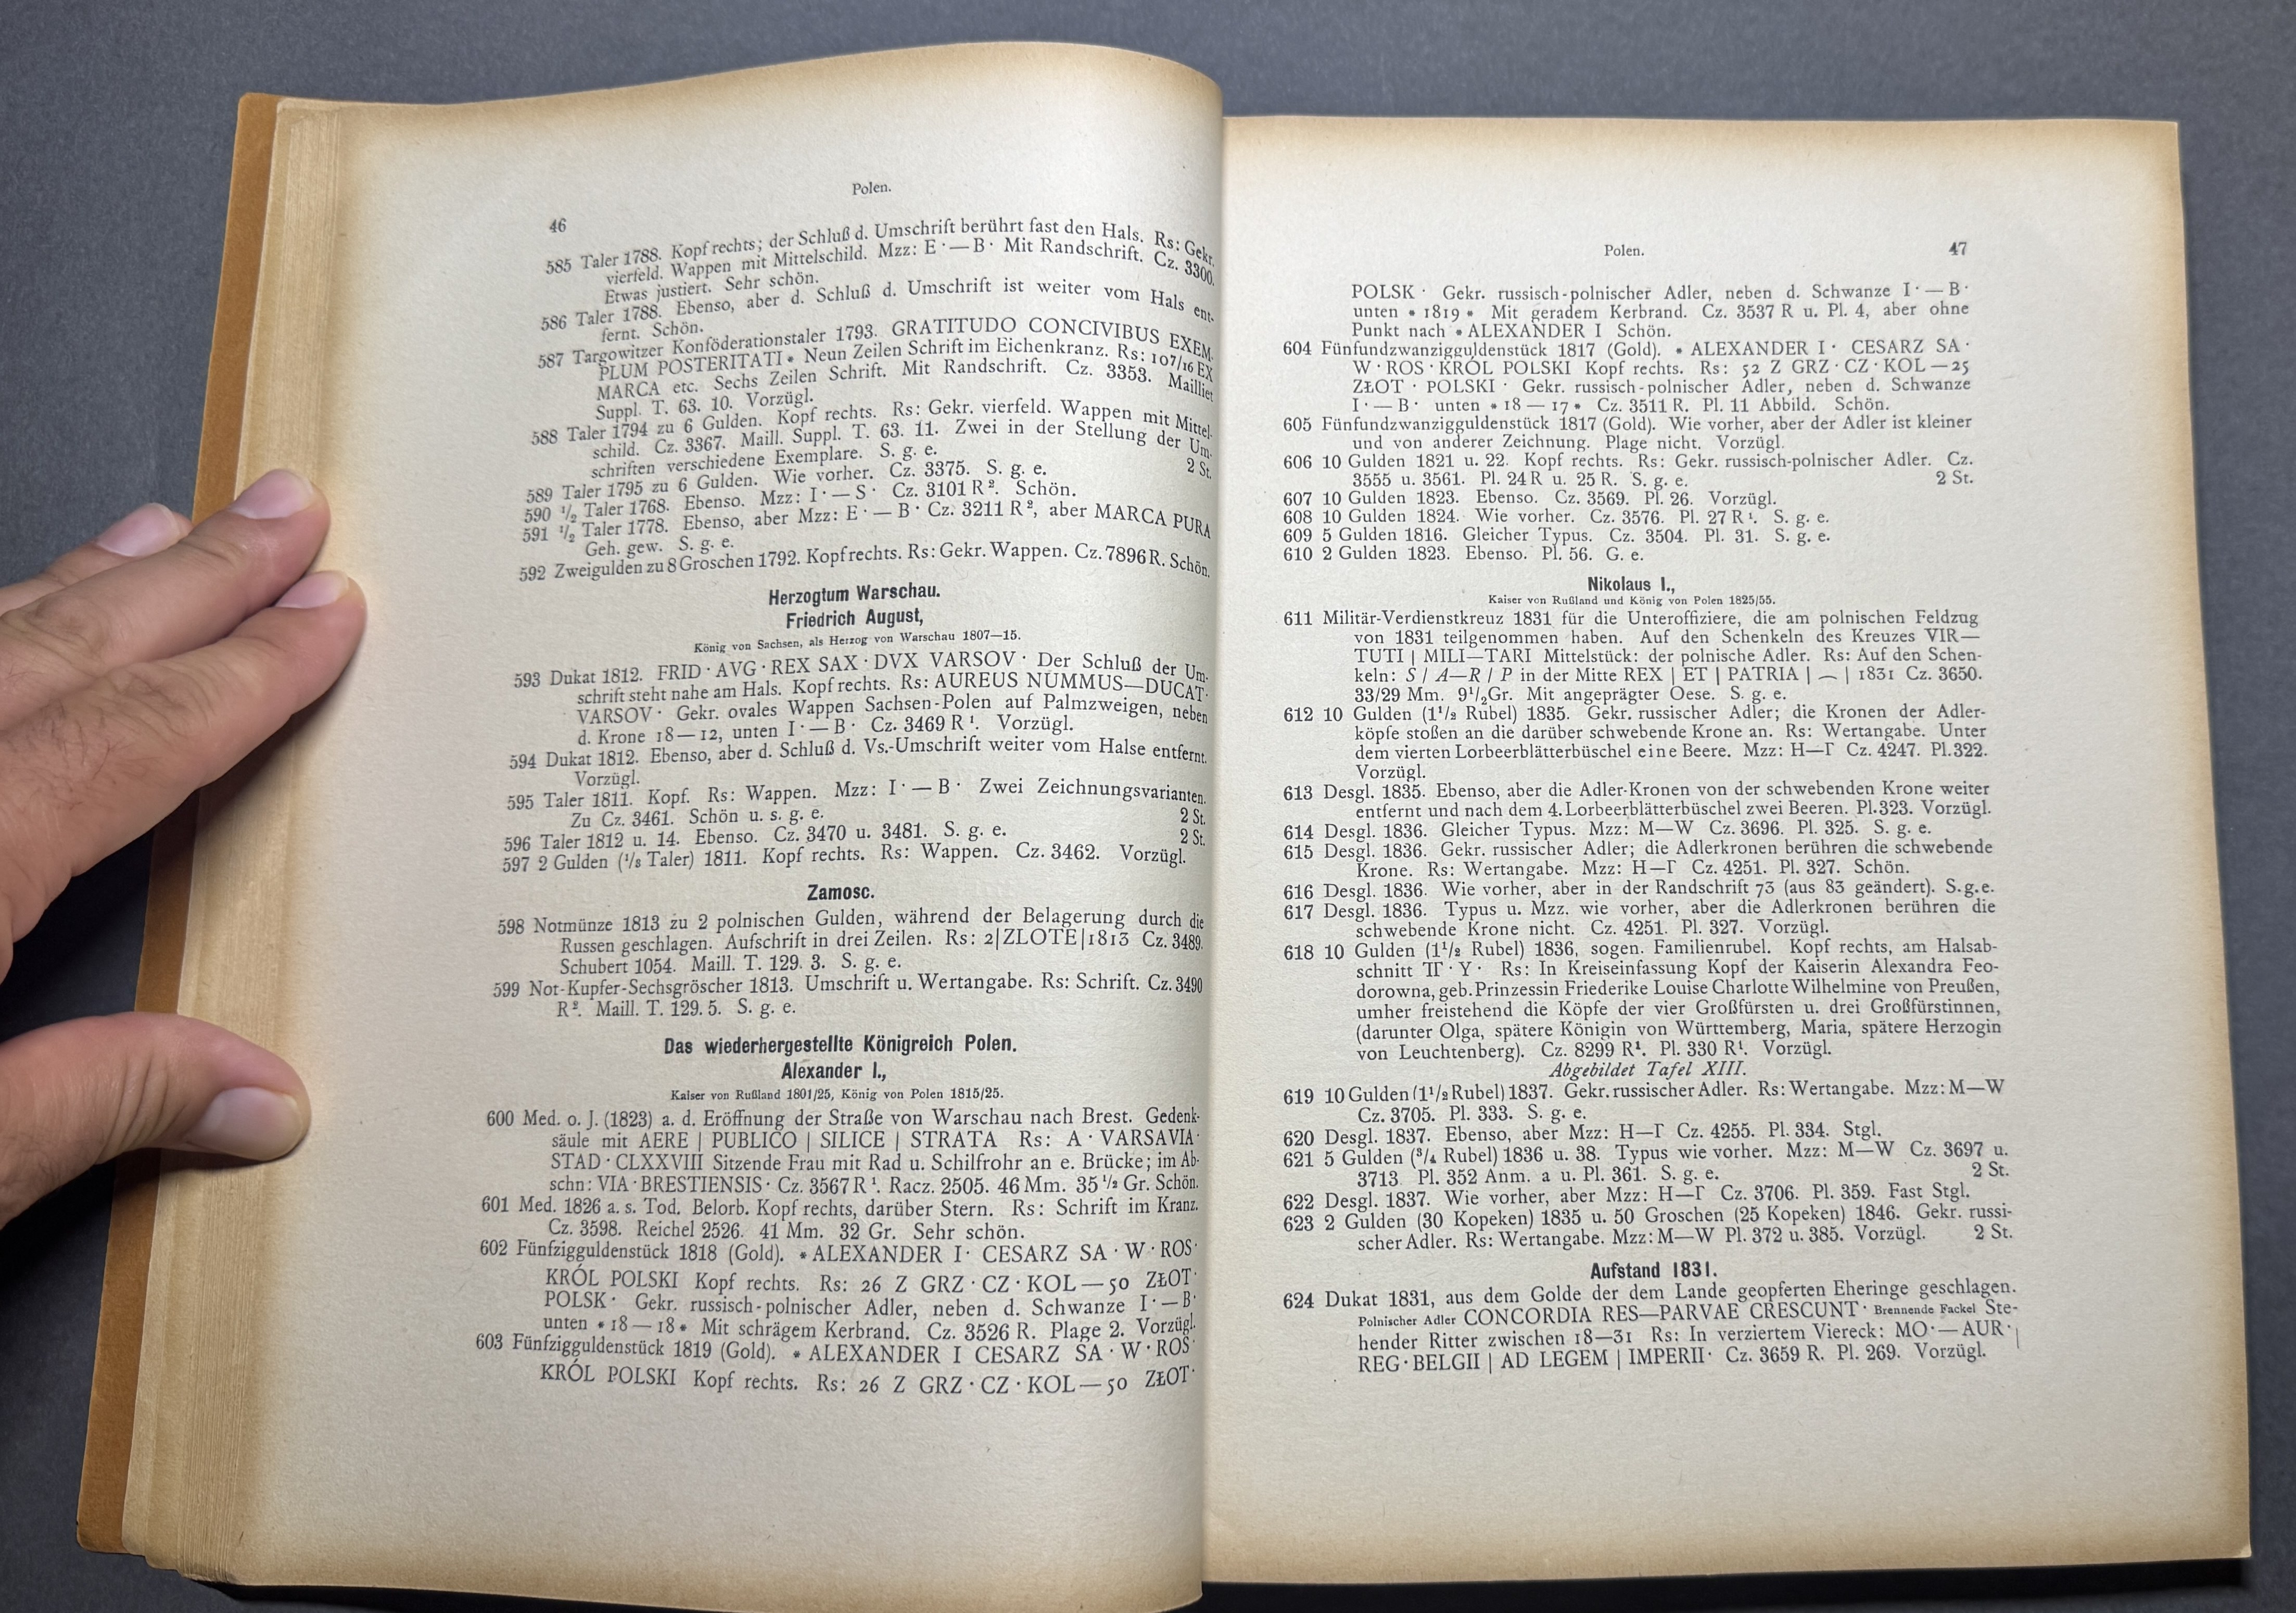 Polen.
46
585 Taler 1788. Kopf rechts; der Schluß d. Umschrift berührt fast den Hals. Rs: Gekr.
vierfeld. Wappen mit Mittelschild. Mzz: E · — B · Mit Randschrift. Cz. 3300.
Etwas justiert. Sehr schön.
586 Taler 1788. Ebenso, aber d. Schluß d. Umschrift ist weiter vom Hals ent-
fernt. Schön.
587 Targowitzer Konföderationstaler 1793. GRATITUDO CONCIVIBUS EXEM-
PLUM POSTERITATI * Neun Zeilen Schrift im Eichenkranz. Rs: 107/16 EX
MARCA etc. Sechs Zeilen Schrift. Mit Randschrift. Cz. 3353. Mailliet
Suppl. T. 63. 10. Vorzügl.
588 Taler 1794 zu 6 Gulden. Kopf rechts. Rs: Gekr. vierfeld. Wappen mit Mittel-
schild. Cz. 3367. Maill. Suppl. T. 63. 11. Zwei in der Stellung der Um-
schriften verschiedene Exemplare. S. g. e. 2 St.
589 Taler 1795 zu 6 Gulden. Wie vorher. Cz. 3375. S. g. e.
590 ¹/₂ Taler 1768. Ebenso. Mzz: I · — S · Cz. 3101 R². Schön.
591 ¹/₂ Taler 1778. Ebenso, aber Mzz: E · — B · Cz. 3211 R², aber MARCA PURA
Geh. gew. S. g. e.
592 Zweigulden zu 8 Groschen 1792. Kopf rechts. Rs: Gekr. Wappen. Cz. 7896 R. Schön.
Herzogtum Warschau.
Friedrich August,
König von Sachsen, als Herzog von Warschau 1807—15.
593 Dukat 1812. FRID · AVG · REX SAX · DVX VARSOV · Der Schluß der Um-
schrift steht nahe am Hals. Kopf rechts. Rs: AUREUS NUMMUS—DUCAT·
VARSOV · Gekr. ovales Wappen Sachsen-Polen auf Palmzweigen, neben
d. Krone 18—12, unten I · — B · Cz. 3469 R¹. Vorzügl.
594 Dukat 1812. Ebenso, aber d. Schluß d. Vs.-Umschrift weiter vom Halse entfernt.
Vorzügl.
595 Taler 1811. Kopf. Rs: Wappen. Mzz: I · — B · Zwei Zeichnungsvarianten.
Zu Cz. 3461. Schön u. s. g. e. 2 St.
596 Taler 1812 u. 14. Ebenso. Cz. 3470 u. 3481. S. g. e. 2 St.
597 2 Gulden (¹/₃ Taler) 1811. Kopf rechts. Rs: Wappen. Cz. 3462. Vorzügl.
Zamosc.
598 Notmünze 1813 zu 2 polnischen Gulden, während der Belagerung durch die
Russen geschlagen. Aufschrift in drei Zeilen. Rs: 2|ZLOTE|1813 Cz. 3489.
Schubert 1054. Maill. T. 129. 3. S. g. e.
599 Not-Kupfer-Sechsgröscher 1813. Umschrift u. Wertangabe. Rs: Schrift. Cz. 3490
R². Maill. T. 129. 5. S. g. e.
Das wiederhergestellte Königreich Polen.
Alexander I.,
Kaiser von Rußland 1801/25, König von Polen 1815/25.
600 Med. o. J. (1823) a. d. Eröffnung der Straße von Warschau nach Brest. Gedenk-
säule mit AERE | PUBLICO | SILICE | STRATA Rs: A · VARSAVIA·
STAD · CLXXVIII Sitzende Frau mit Rad u. Schilfrohr an e. Brücke; im Ab-
schn: VIA · BRESTIENSIS · Cz. 3567 R¹. Racz. 2505. 46 Mm. 35¹/₂ Gr. Schön.
601 Med. 1826 a. s. Tod. Belorb. Kopf rechts, darüber Stern. Rs: Schrift im Kranz.
Cz. 3598. Reichel 2526. 41 Mm. 32 Gr. Sehr schön.
602 Fünfzigguldenstück 1818 (Gold). * ALEXANDER I · CESARZ SA · W · ROS·
KRÓL POLSKI Kopf rechts. Rs: 26 Z GRZ · CZ · KOL — 50 ZŁOT·
POLSK · Gekr. russisch-polnischer Adler, neben d. Schwanze I · — B·
unten * 18 — 18 * Mit schrägem Kerbrand. Cz. 3526 R. Plage 2. Vorzügl.
603 Fünfzigguldenstück 1819 (Gold). * ALEXANDER I CESARZ SA · W · ROS·
KRÓL POLSKI Kopf rechts. Rs: 26 Z GRZ · CZ · KOL — 50 ZŁOT·
Polen.
47
POLSK · Gekr. russisch-polnischer Adler, neben d. Schwanze I · — B·
unten * 1819 * Mit geradem Kerbrand. Cz. 3537 R u. Pl. 4, aber ohne
Punkt nach * ALEXANDER I Schön.
604 Fünfundzwanzigguldenstück 1817 (Gold). * ALEXANDER I · CESARZ SA ·
W · ROS · KRÓL POLSKI Kopf rechts. Rs: 52 Z GRZ · CZ · KOL — 25
ZŁOT · POLSKI · Gekr. russisch-polnischer Adler, neben d. Schwanze
I · — B · unten * 18 — 17 * Cz. 3511 R. Pl. 11 Abbild. Schön.
605 Fünfundzwanzigguldenstück 1817 (Gold). Wie vorher, aber der Adler ist kleiner
und von anderer Zeichnung. Plage nicht. Vorzügl.
606 10 Gulden 1821 u. 22. Kopf rechts. Rs: Gekr. russisch-polnischer Adler. Cz.
3555 u. 3561. Pl. 24 R u. 25 R. S. g. e. 2 St.
607 10 Gulden 1823. Ebenso. Cz. 3569. Pl. 26. Vorzügl.
608 10 Gulden 1824. Wie vorher. Cz. 3576. Pl. 27 R¹. S. g. e.
609 5 Gulden 1816. Gleicher Typus. Cz. 3504. Pl. 31. S. g. e.
610 2 Gulden 1823. Ebenso. Pl. 56. G. e.
Nikolaus I.,
Kaiser von Rußland und König von Polen 1825/55.
611 Militär-Verdienstkreuz 1831 für die Unteroffiziere, die am polnischen Feldzug
von 1831 teilgenommen haben. Auf den Schenkeln des Kreuzes VIR—
TUTI | MILI—TARI Mittelstück: der polnische Adler. Rs: Auf den Schen-
keln: S / A—R / P in der Mitte REX | ET | PATRIA | ⁓ | 1831 Cz. 3650.
33/29 Mm. 9¹/₂Gr. Mit angeprägter Oese. S. g. e.
612 10 Gulden (1¹/₂ Rubel) 1835. Gekr. russischer Adler; die Kronen der Adler-
köpfe stoßen an die darüber schwebende Krone an. Rs: Wertangabe. Unter
dem vierten Lorbeerblätterbüschel eine Beere. Mzz: H—Γ Cz. 4247. Pl. 322.
Vorzügl.
613 Desgl. 1835. Ebenso, aber die Adler-Kronen von der schwebenden Krone weiter
entfernt und nach dem 4. Lorbeerblätterbüschel zwei Beeren. Pl. 323. Vorzügl.
614 Desgl. 1836. Gleicher Typus. Mzz: M—W Cz. 3696. Pl. 325. S. g. e.
615 Desgl. 1836. Gekr. russischer Adler; die Adlerkronen berühren die schwebende
Krone. Rs: Wertangabe. Mzz: H—Γ Cz. 4251. Pl. 327. Schön.
616 Desgl. 1836. Wie vorher, aber in der Randschrift 73 (aus 83 geändert). S. g. e.
617 Desgl. 1836. Typus u. Mzz. wie vorher, aber die Adlerkronen berühren die
schwebende Krone nicht. Cz. 4251. Pl. 327. Vorzügl.
618 10 Gulden (1¹/₂ Rubel) 1836, sogen. Familienrubel. Kopf rechts, am Halsab-
schnitt П · У · Rs: In Kreiseinfassung Kopf der Kaiserin Alexandra Feo-
dorowna, geb. Prinzessin Friederike Louise Charlotte Wilhelmine von Preußen,
umher freistehend die Köpfe der vier Großfürsten u. drei Großfürstinnen,
(darunter Olga, spätere Königin von Württemberg, Maria, spätere Herzogin
von Leuchtenberg). Cz. 8299 R¹. Pl. 330 R¹. Vorzügl.
Abgebildet Tafel XIII.
619 10 Gulden (1¹/₂ Rubel) 1837. Gekr. russischer Adler. Rs: Wertangabe. Mzz: M—W
Cz. 3705. Pl. 333. S. g. e.
620 Desgl. 1837. Ebenso, aber Mzz: H—Γ Cz. 4255. Pl. 334. Stgl.
621 5 Gulden (³/₄ Rubel) 1836 u. 38. Typus wie vorher. Mzz: M—W Cz. 3697 u.
3713 Pl. 352 Anm. a u. Pl. 361. S. g. e. 2 St.
622 Desgl. 1837. Wie vorher, aber Mzz: H—Γ Cz. 3706. Pl. 359. Fast Stgl.
623 2 Gulden (30 Kopeken) 1835 u. 50 Groschen (25 Kopeken) 1846. Gekr. russi-
scher Adler. Rs: Wertangabe. Mzz: M—W Pl. 372 u. 385. Vorzügl. 2 St.
Aufstand 1831.
624 Dukat 1831, aus dem Golde der dem Lande geopferten Eheringe geschlagen.
Polnischer Adler CONCORDIA RES—PARVAE CRESCUNT · Brennende Fackel Ste-
hender Ritter zwischen 18—31 Rs: In verziertem Viereck: MO · — AUR · |
REG · BELGII | AD LEGEM | IMPERII · Cz. 3659 R. Pl. 269. Vorzügl.